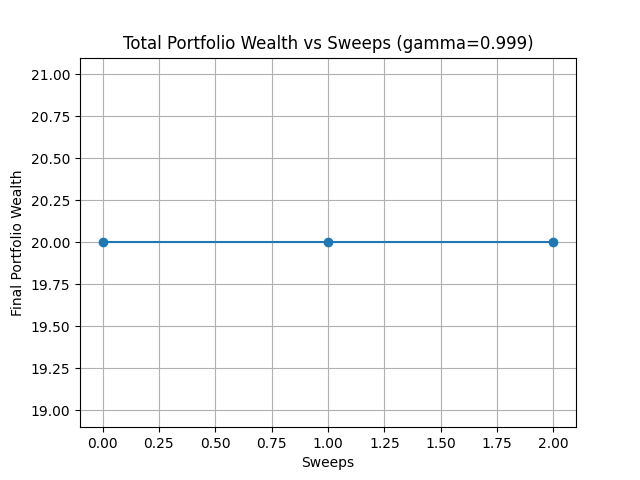 Total Portfolio Wealth vs Sweeps (gamma=0.999)
Final Portfolio Wealth
21.00
20.75
20.50
20.25
20.00
19.75
19.50
19.25
19.00
0.00 0.25 0.50 0.75 1.00 1.25 1.50 1.75 2.00
Sweeps